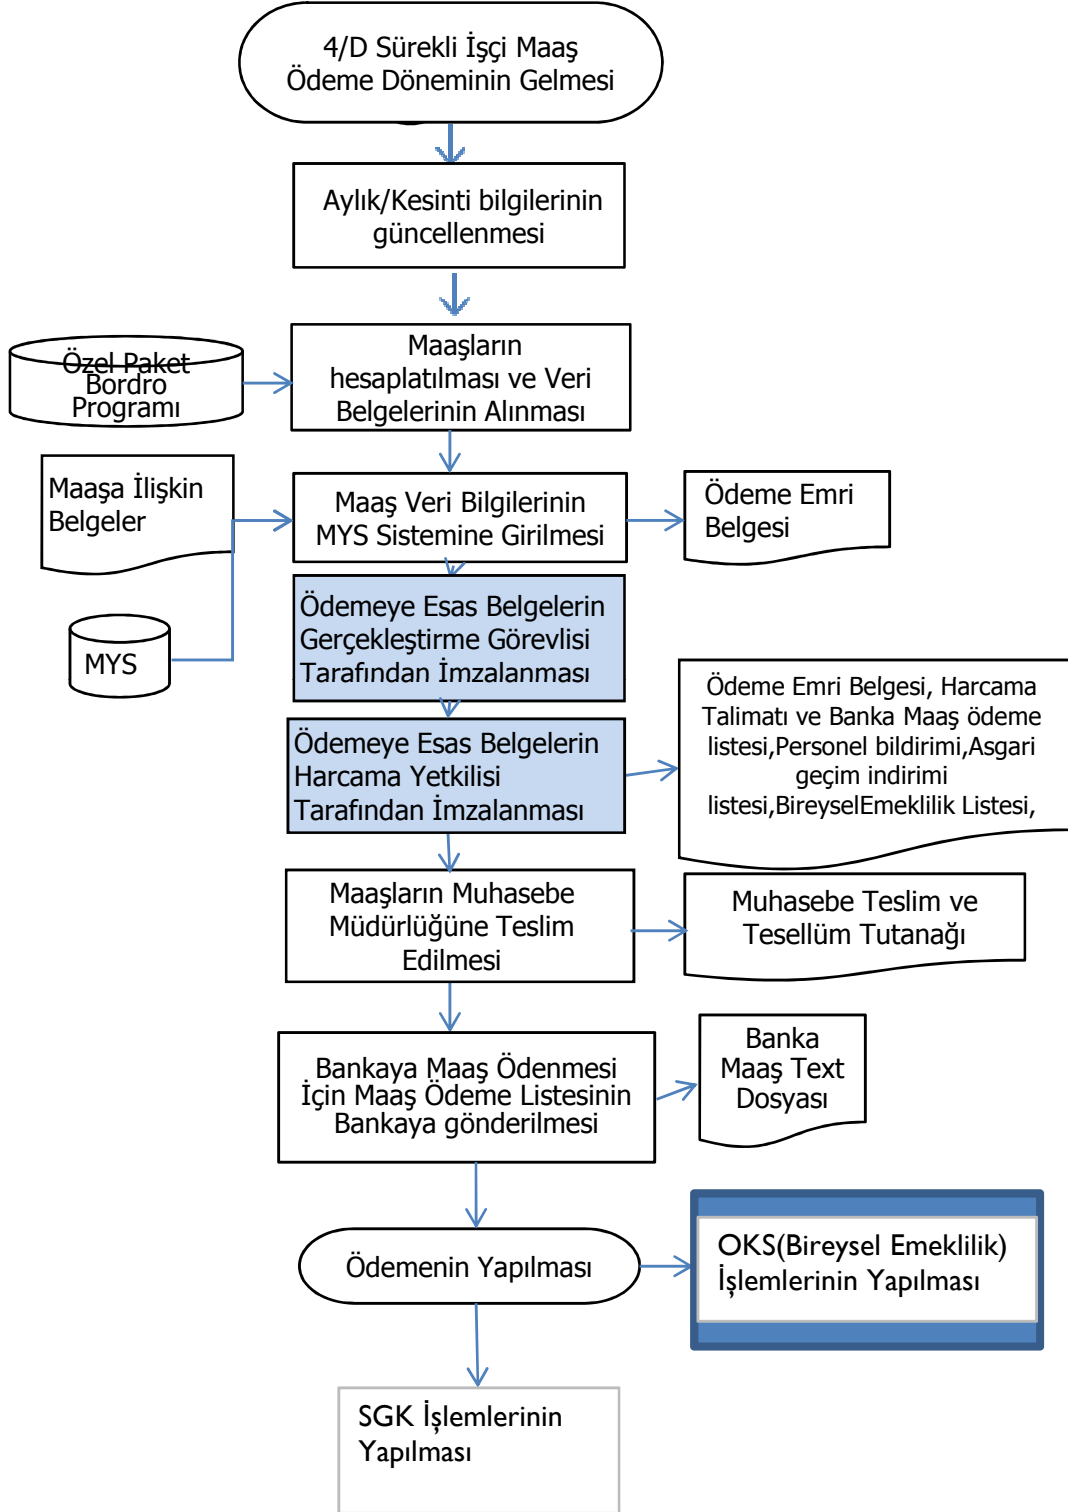 4/D Sürekli İşçi Maaş
Ödeme Döneminin Gelmesi
Aylık/Kesinti bilgilerinin
güncellenmesi
Özel Paket
Bordro
Programı
Maaşların
hesaplatılması ve Veri
Belgelerinin Alınması
Maaşa İlişkin
Belgeler
Maaş Veri Bilgilerinin
MYS Sistemine Girilmesi
Ödeme Emri
Belgesi
MYS
Ödemeye Esas Belgelerin
Gerçekleştirme Görevlisi
Tarafından İmzalanması
Ödemeye Esas Belgelerin
Harcama Yetkilisi
Tarafından İmzalanması
Ödeme Emri Belgesi, Harcama
Talimatı ve Banka Maaş ödeme
listesi,Personel bildirimi,Asgari
geçim indirimi
listesi,BireyselEmeklilik Listesi,
Maaşların Muhasebe
Müdürlüğüne Teslim
Edilmesi
Muhasebe Teslim ve
Tesellüm Tutanağı
Bankaya Maaş Ödenmesi
İçin Maaş Ödeme Listesinin
Bankaya gönderilmesi
Banka
Maaş Text
Dosyası
Ödemenin Yapılması
OKS(Bireysel Emeklilik)
İşlemlerinin Yapılması
SGK İşlemlerinin
Yapılması